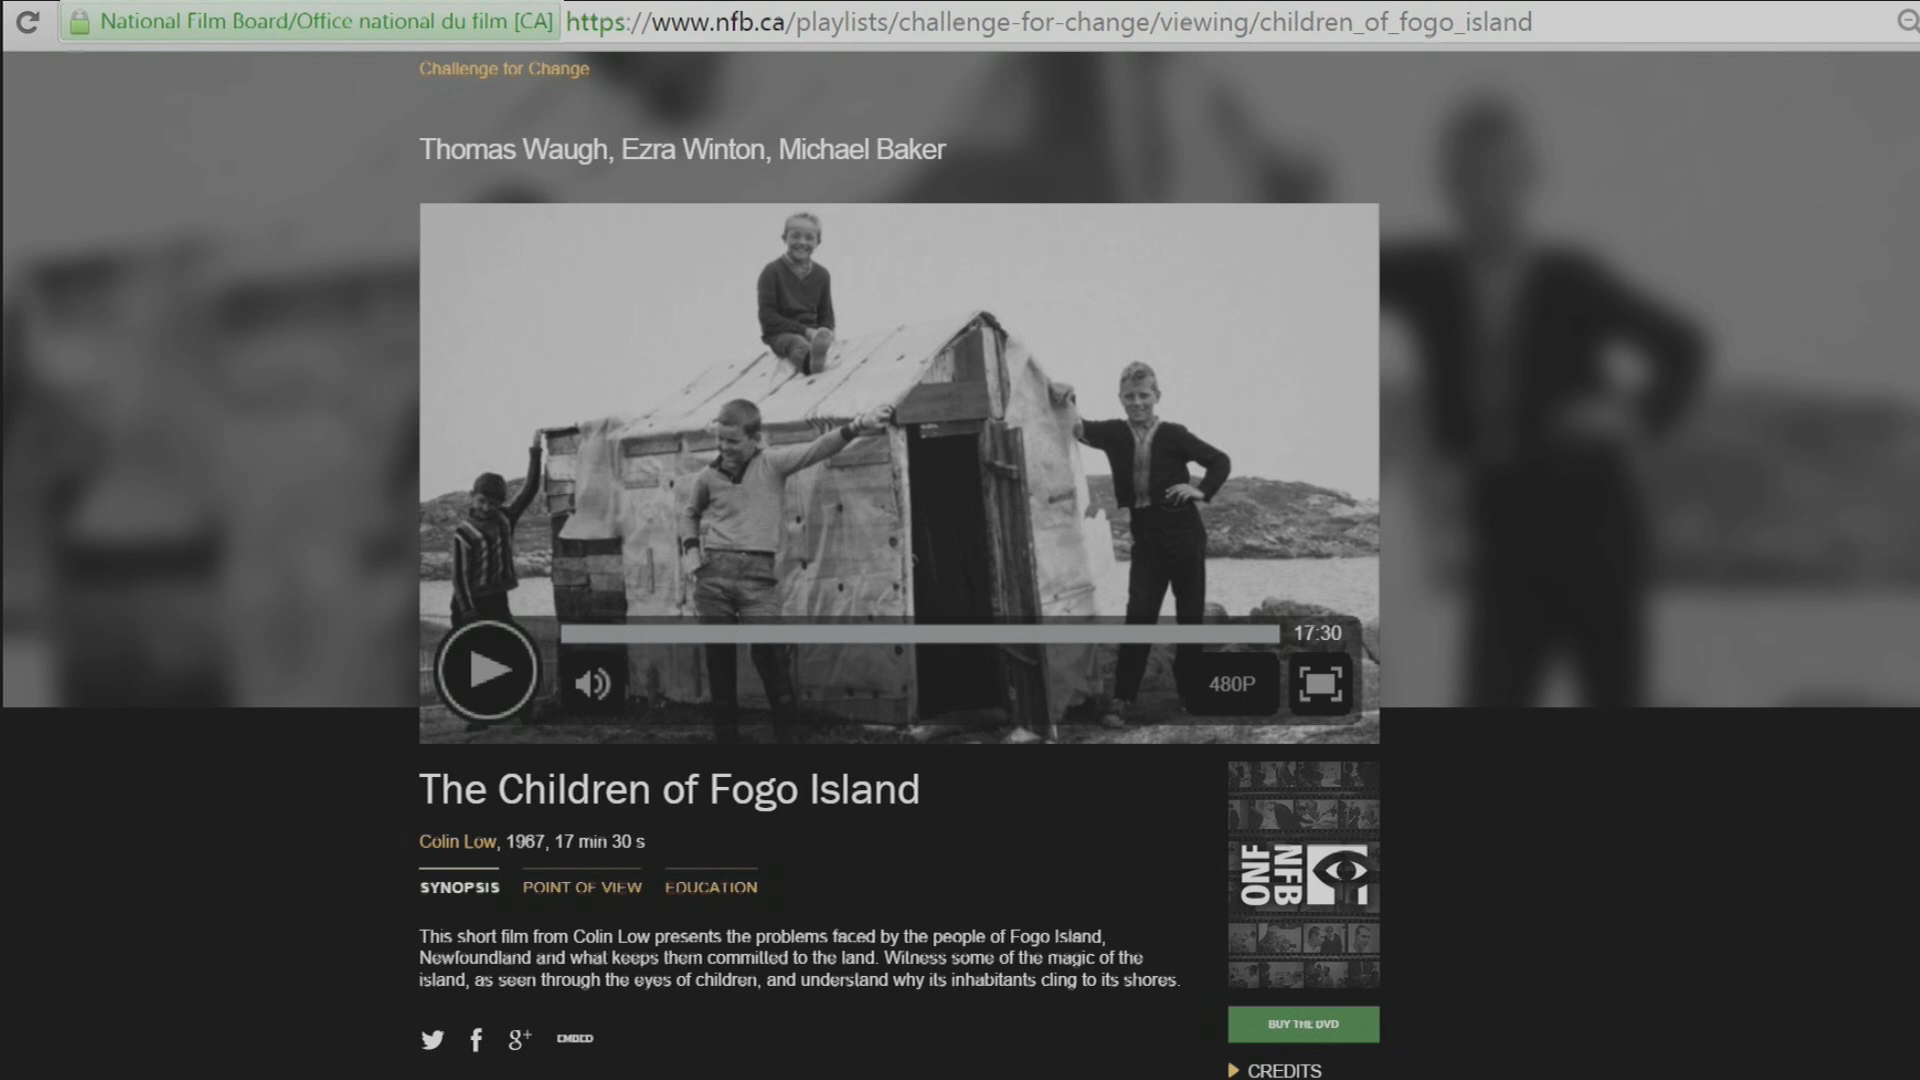 National Film Board/Office national du film [CA] https://www.nfb.ca/playlists/challenge-for-change/viewing/children_of_fogo_island
Challenge for Change
Thomas Waugh, Ezra Winton, Michael Baker
17:30
480P
The Children of Fogo Island
Colin Low, 1967, 17 min 30 s
SYNOPSIS POINT OF VIEW EDUCATION
This short film from Colin Low presents the problems faced by the people of Fogo Island,
Newfoundland and what keeps them committed to the land. Witness some of the magic of the
island, as seen through the eyes of children, and understand why its inhabitants cling to its shores.
g+ EMBED
ONF
NFB
BUY THE DVD
CREDITS